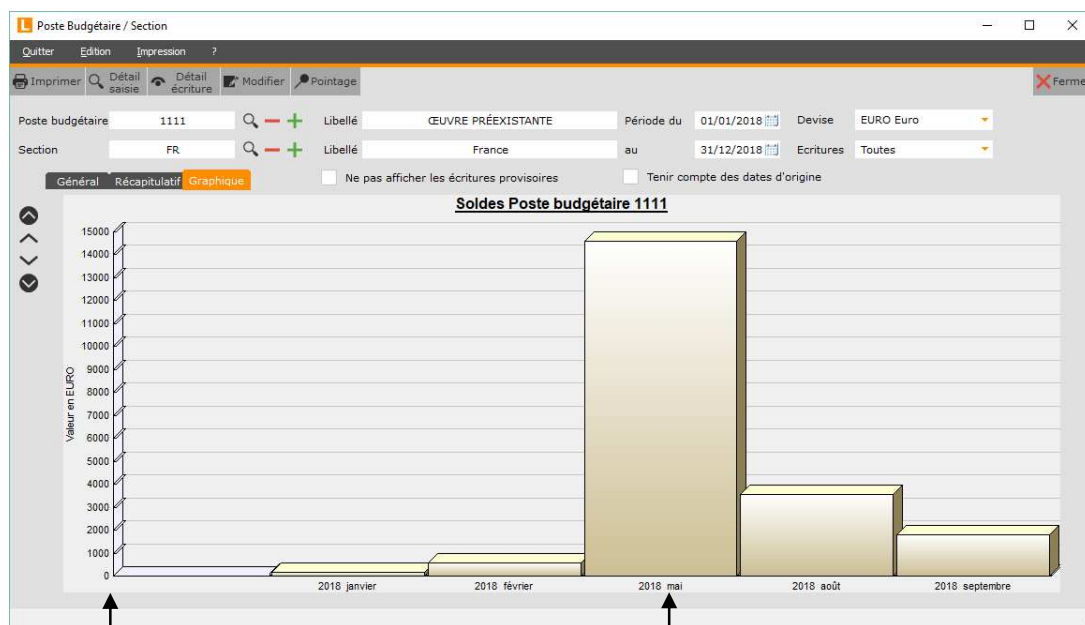 L Poste Budgétaire / Section
Quitter Edition Impression ?
Imprimer Détail saisie Détail écriture Modifier Pointage Ferme
Poste budgétaire 1111 Libellé ŒUVRE PRÉEXISTANTE Période du 01/01/2018 Devise EURO Euro
Section FR Libellé France au 31/12/2018 Ecritures Toutes
Général Récapitulatif Graphique Ne pas afficher les écritures provisoires Tenir compte des dates d'origine
Soldes Poste budgétaire 1111
15000
14000
13000
12000
11000
10000
9000
8000
7000
6000
5000
4000
3000
2000
1000
0
Valeur en EURO
2018 janvier 2018 février 2018 mai 2018 août 2018 septembre